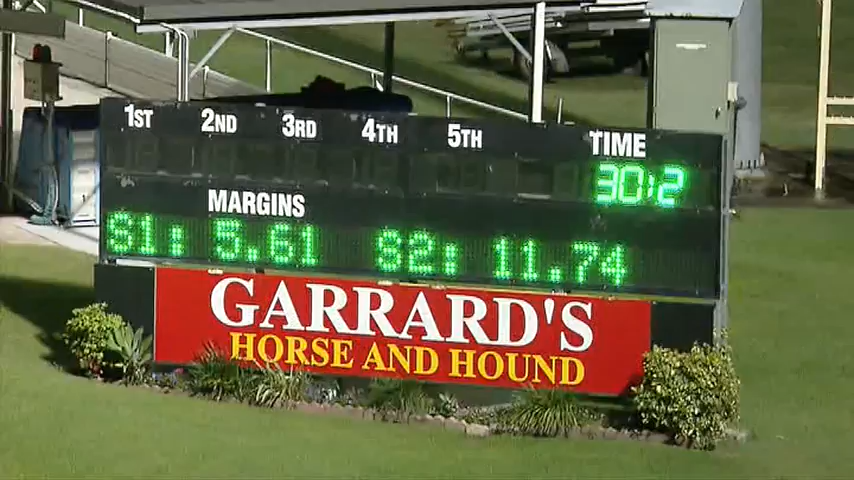 1ST 2ND 3RD 4TH 5TH TIME
30:2
MARGINS
S1: 5.61 S2: 11.74
GARRARD'S
HORSE AND HOUND